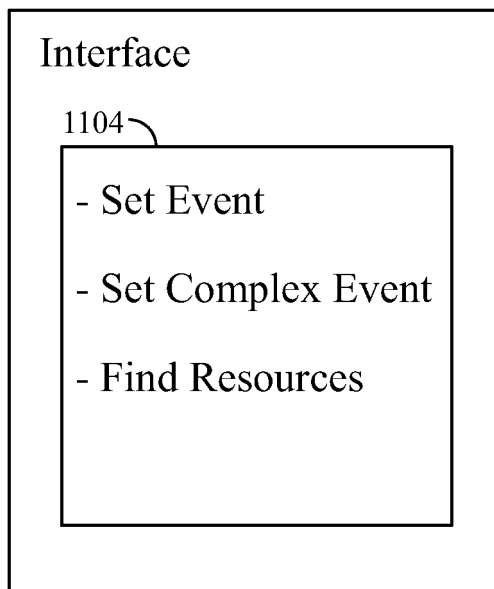 Interface
1104
- Set Event
- Set Complex Event
- Find Resources